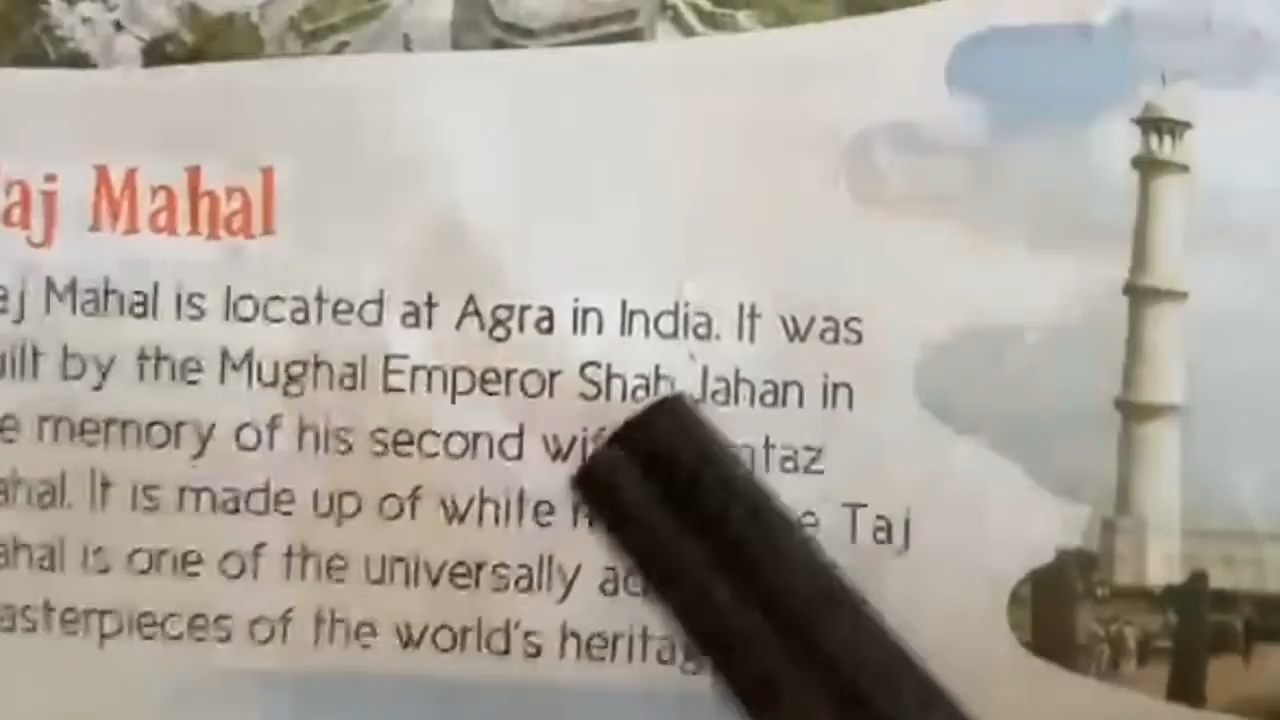 aj Mahal
aj Mahal is located at Agra in India. It was
uilt by the Mughal Emperor Shah Jahan in
e memory of his second taz
ahal. It is made up of white Taj
ahal is one of the universally
asterpieces of the world's